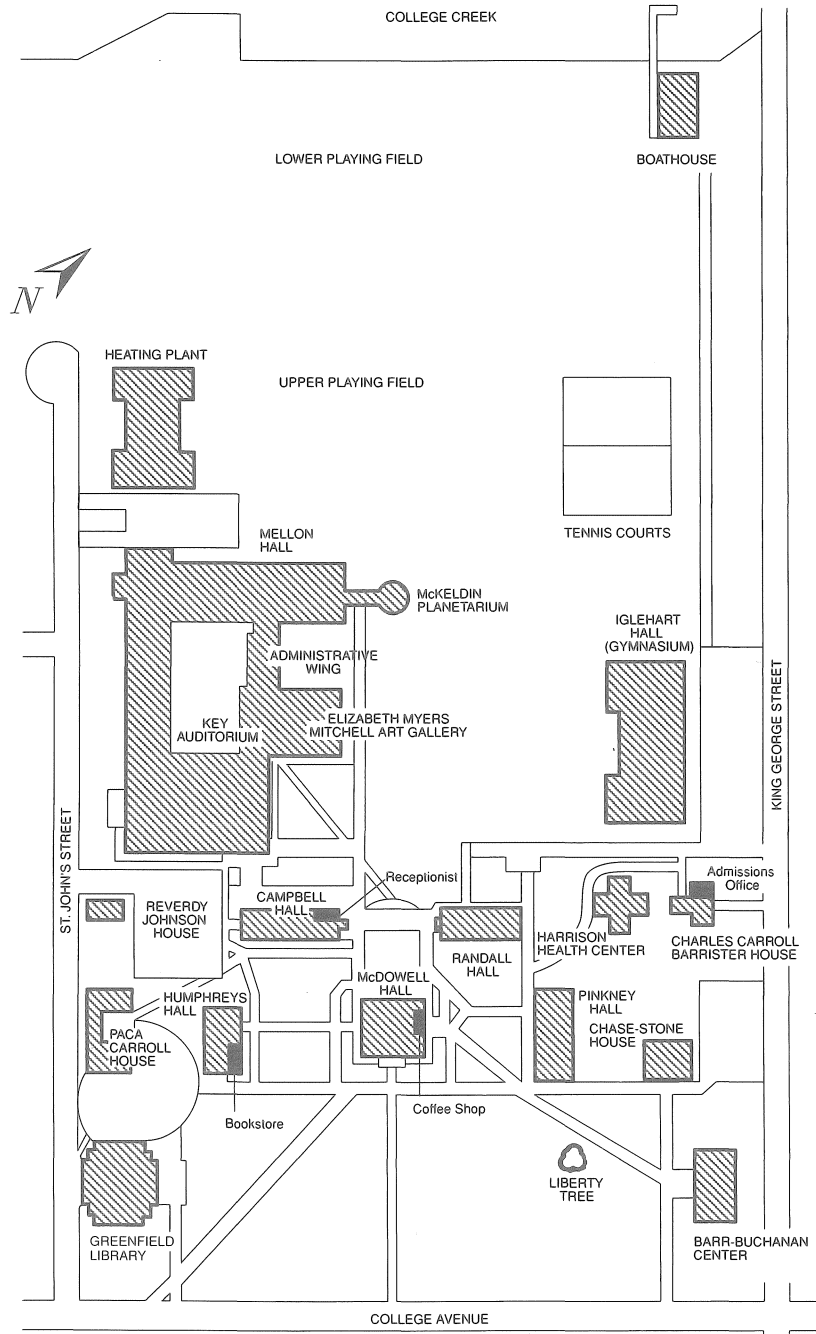 COLLEGE CREEK
LOWER PLAYING FIELD
BOATHOUSE
N
HEATING PLANT
UPPER PLAYING FIELD
TENNIS COURTS
MELLON
HALL
McKELDIN
PLANETARIUM
IGLEHART
HALL
(GYMNASIUM)
ADMINISTRATIVE
WING
KEY
AUDITORIUM
ELIZABETH MYERS
MITCHELL ART GALLERY
KING GEORGE STREET
ST. JOHN'S STREET
Receptionist
Admissions
Office
CAMPBELL
HALL
REVERDY
JOHNSON
HOUSE
HARRISON
HEALTH CENTER
CHARLES CARROLL
BARRISTER HOUSE
RANDALL
HALL
McDOWELL
HALL
HUMPHREYS
HALL
PINKNEY
HALL
CHASE-STONE
HOUSE
PACA
CARROLL
HOUSE
Bookstore
Coffee Shop
LIBERTY
TREE
GREENFIELD
LIBRARY
BARR-BUCHANAN
CENTER
COLLEGE AVENUE